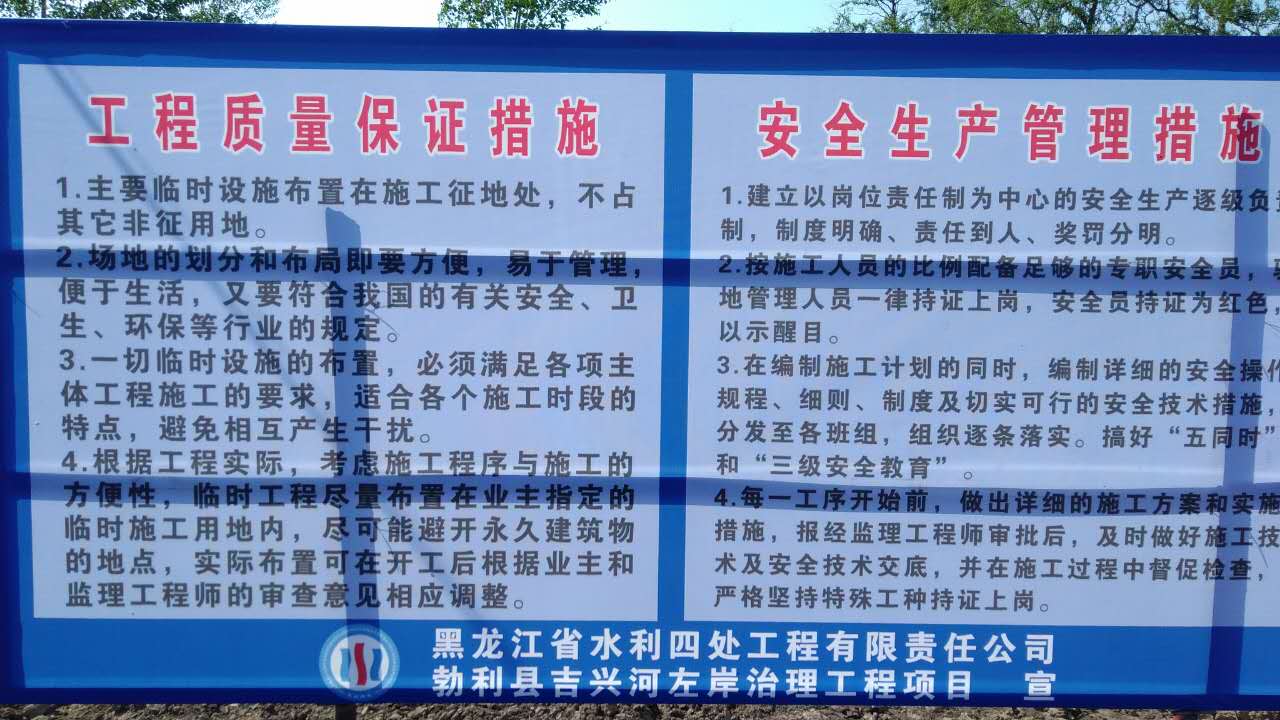 工程质量保证措施
1.主要临时设施布置在施工征地处，不占
其它非征用地。
2.场地的划分和布局即要方便，易于管理，
便于生活，又要符合我国的有关安全、卫
生、环保等行业的规定。
3.一切临时设施的布置，必须满足各项主
体工程施工的要求，适合各个施工时段的
特点，避免相互产生干扰。
4.根据工程实际，考虑施工程序与施工的
方便性，临时工程尽量布置在业主指定的
临时施工用地内，尽可能避开永久建筑物
的地点，实际布置可在开工后根据业主和
监理工程师的审查意见相应调整。
安全生产管理措施
1.建立以岗位责任制为中心的安全生产逐级负责
制，制度明确、责任到人、奖罚分明。
2.按施工人员的比例配备足够的专职安全员，
地管理人员一律持证上岗，安全员持证为红色，
以示醒目。
3.在编制施工计划的同时，编制详细的安全操作
规程、细则、制度及切实可行的安全技术措施，
分发至各班组，组织逐条落实。搞好“五同时”
和“三级安全教育”。
4.每一工序开始前，做出详细的施工方案和实施
措施，报经监理工程师审批后，及时做好施工技
术及安全技术交底，并在施工过程中督促检查，
严格坚持特殊工种持证上岗。
黑龙江省水利四处工程有限责任公司
勃利县吉兴河左岸治理工程项目 宣